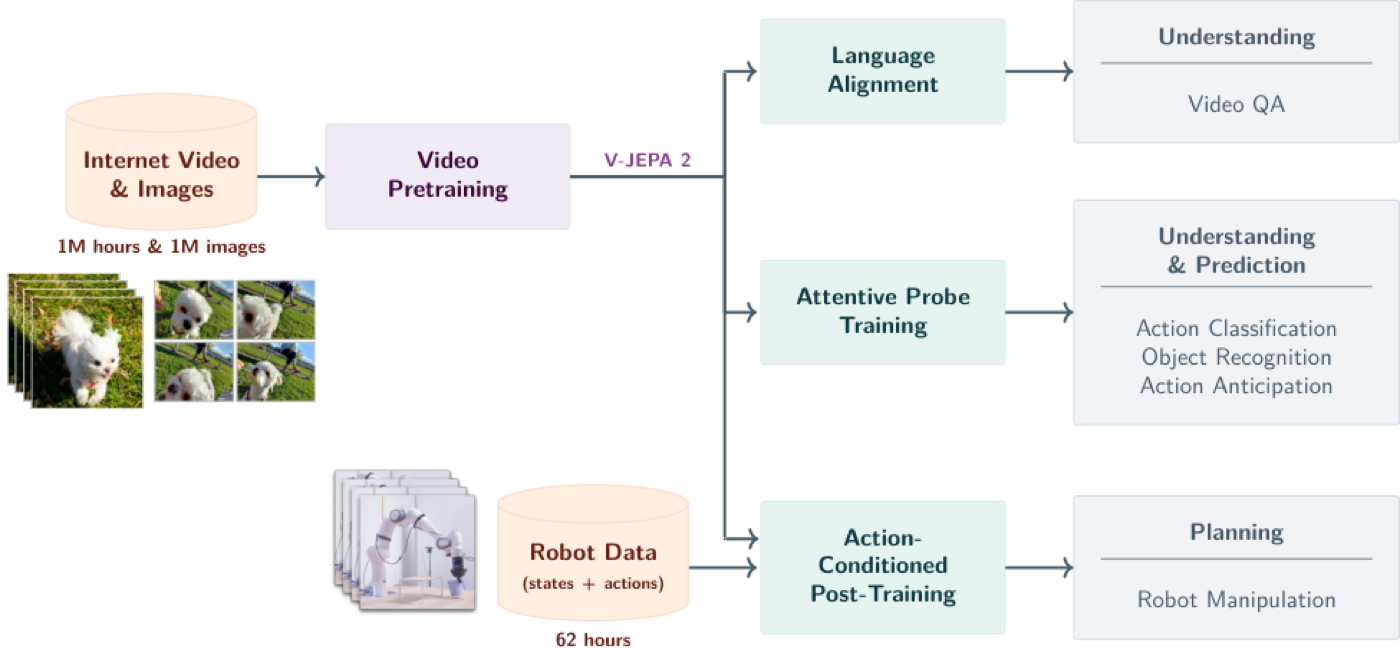 Internet Video
& Images
1M hours & 1M images
Video
Pretraining
V-JEPA 2
Language
Alignment
Understanding
Video QA
Attentive Probe
Training
Understanding
& Prediction
Action Classification
Object Recognition
Action Anticipation
Robot Data
(states + actions)
62 hours
Action-
Conditioned
Post-Training
Planning
Robot Manipulation